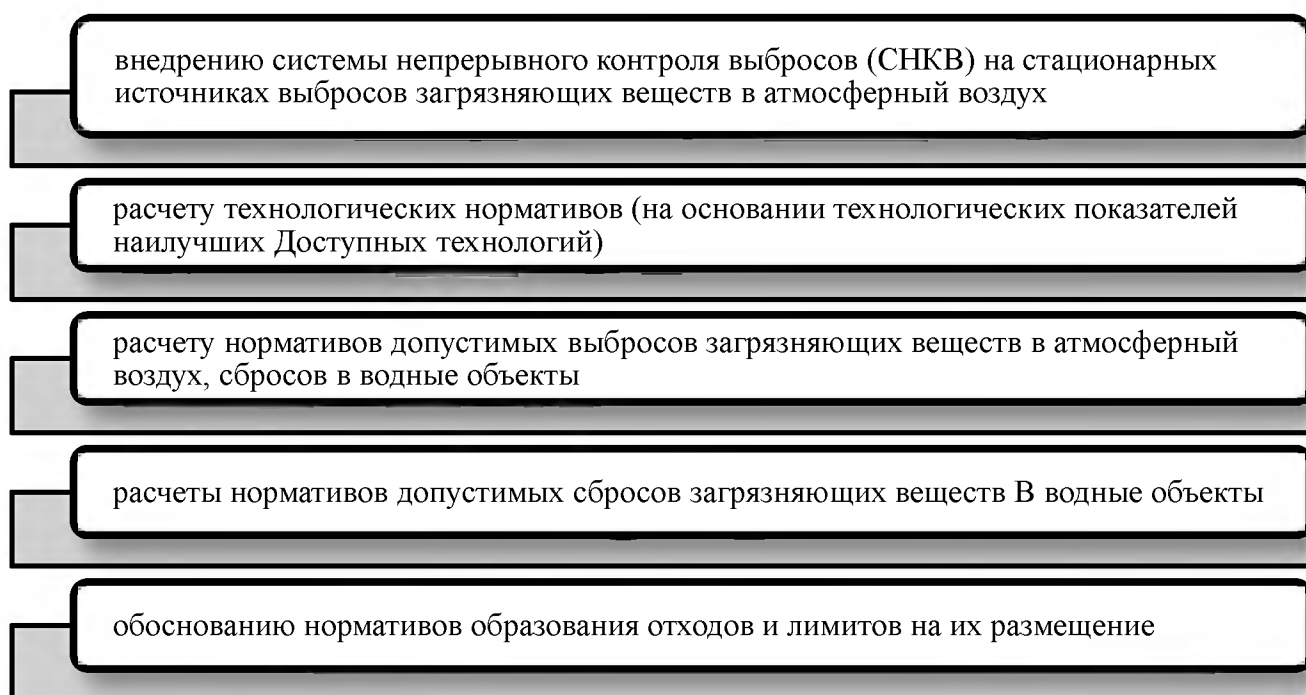 внедрению системы непрерывного контроля выбросов (СНКВ) на стационарных
источниках выбросов загрязняющих веществ в атмосферный воздух
расчету технологических нормативов (на основании технологических показателей
наилучших Доступных технологий)
расчету нормативов допустимых выбросов загрязняющих веществ в атмосферный
воздух, сбросов в водные объекты
расчеты нормативов допустимых сбросов загрязняющих веществ В водные объекты
обоснованию нормативов образования отходов и лимитов на их размещение